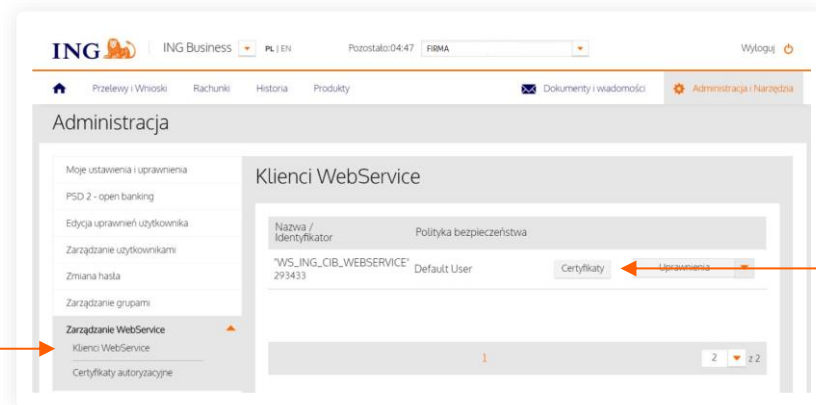 ING ING Business PL | EN Pozostało:04:47 FIRMA Wyloguj
Przelewy i Wnioski Rachunki Historia Produkty Dokumenty i wiadomości Administracja i Narzędzia
Administracja
Moje ustawienia i uprawnienia
PSD 2 - open banking
Edycja uprawnień użytkownika
Zarządzanie użytkownikami
Zmiana hasła
Zarządzanie grupami
Zarządzanie WebService
Klienci WebService
Certyfikaty autoryzacyjne
Klienci WebService
Nazwa /
Identyfikator
Polityka bezpieczeństwa
"WS_ING_CIB_WEBSERVICE"
293433
Default User Certyfikaty Uprawnienia
1 2 z 2